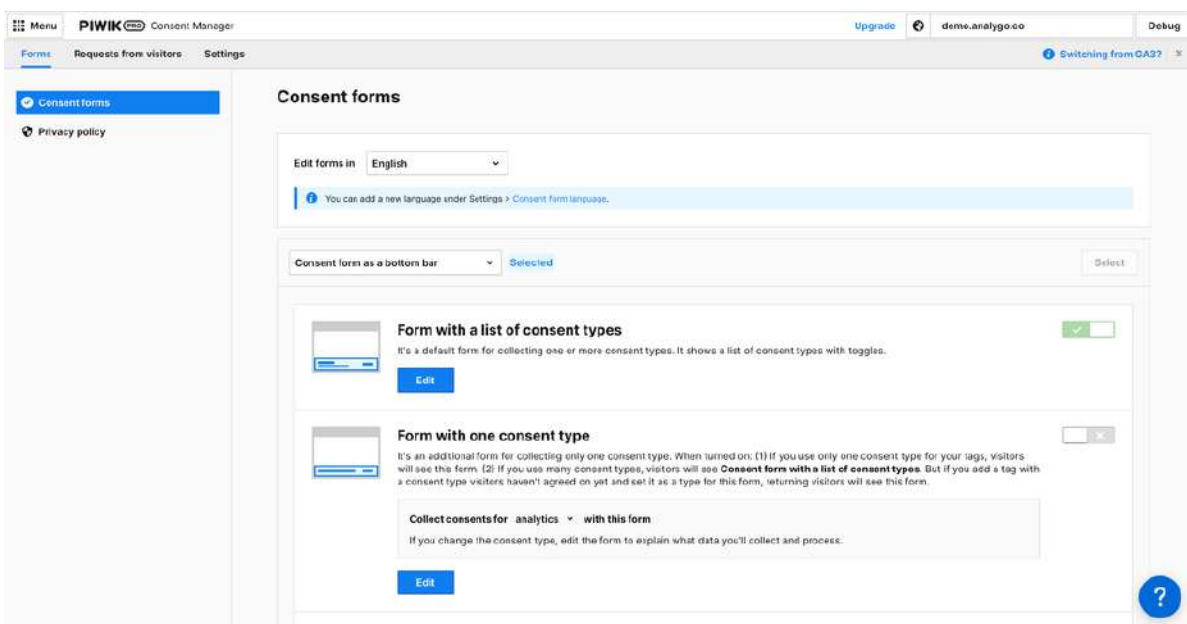 Menu PIWIK PRO Consent Manager Upgrade demo.analygo.co Debug
Forms Requests from visitors Settings Switching from GA3? ×
Consent forms
Privacy policy
Consent forms
Edit forms in English
You can add a new language under Settings > Consent form language.
Consent form as a bottom bar Selected Select
Form with a list of consent types
It's a default form for collecting one or more consent types. It shows a list of consent types with toggles.
Edit
Form with one consent type
It's an additional form for collecting only one consent type. When turned on: (1) If you use only one consent type for your tags, visitors
will see this form. (2) If you use many consent types, visitors will see Consent form with a list of consent types. But if you add a tag with
a consent type visitors haven't agreed on yet and set it as a type for this form, returning visitors will see this form.
Collect consents for analytics with this form
If you change the consent type, edit the form to explain what data you'll collect and process.
Edit
?